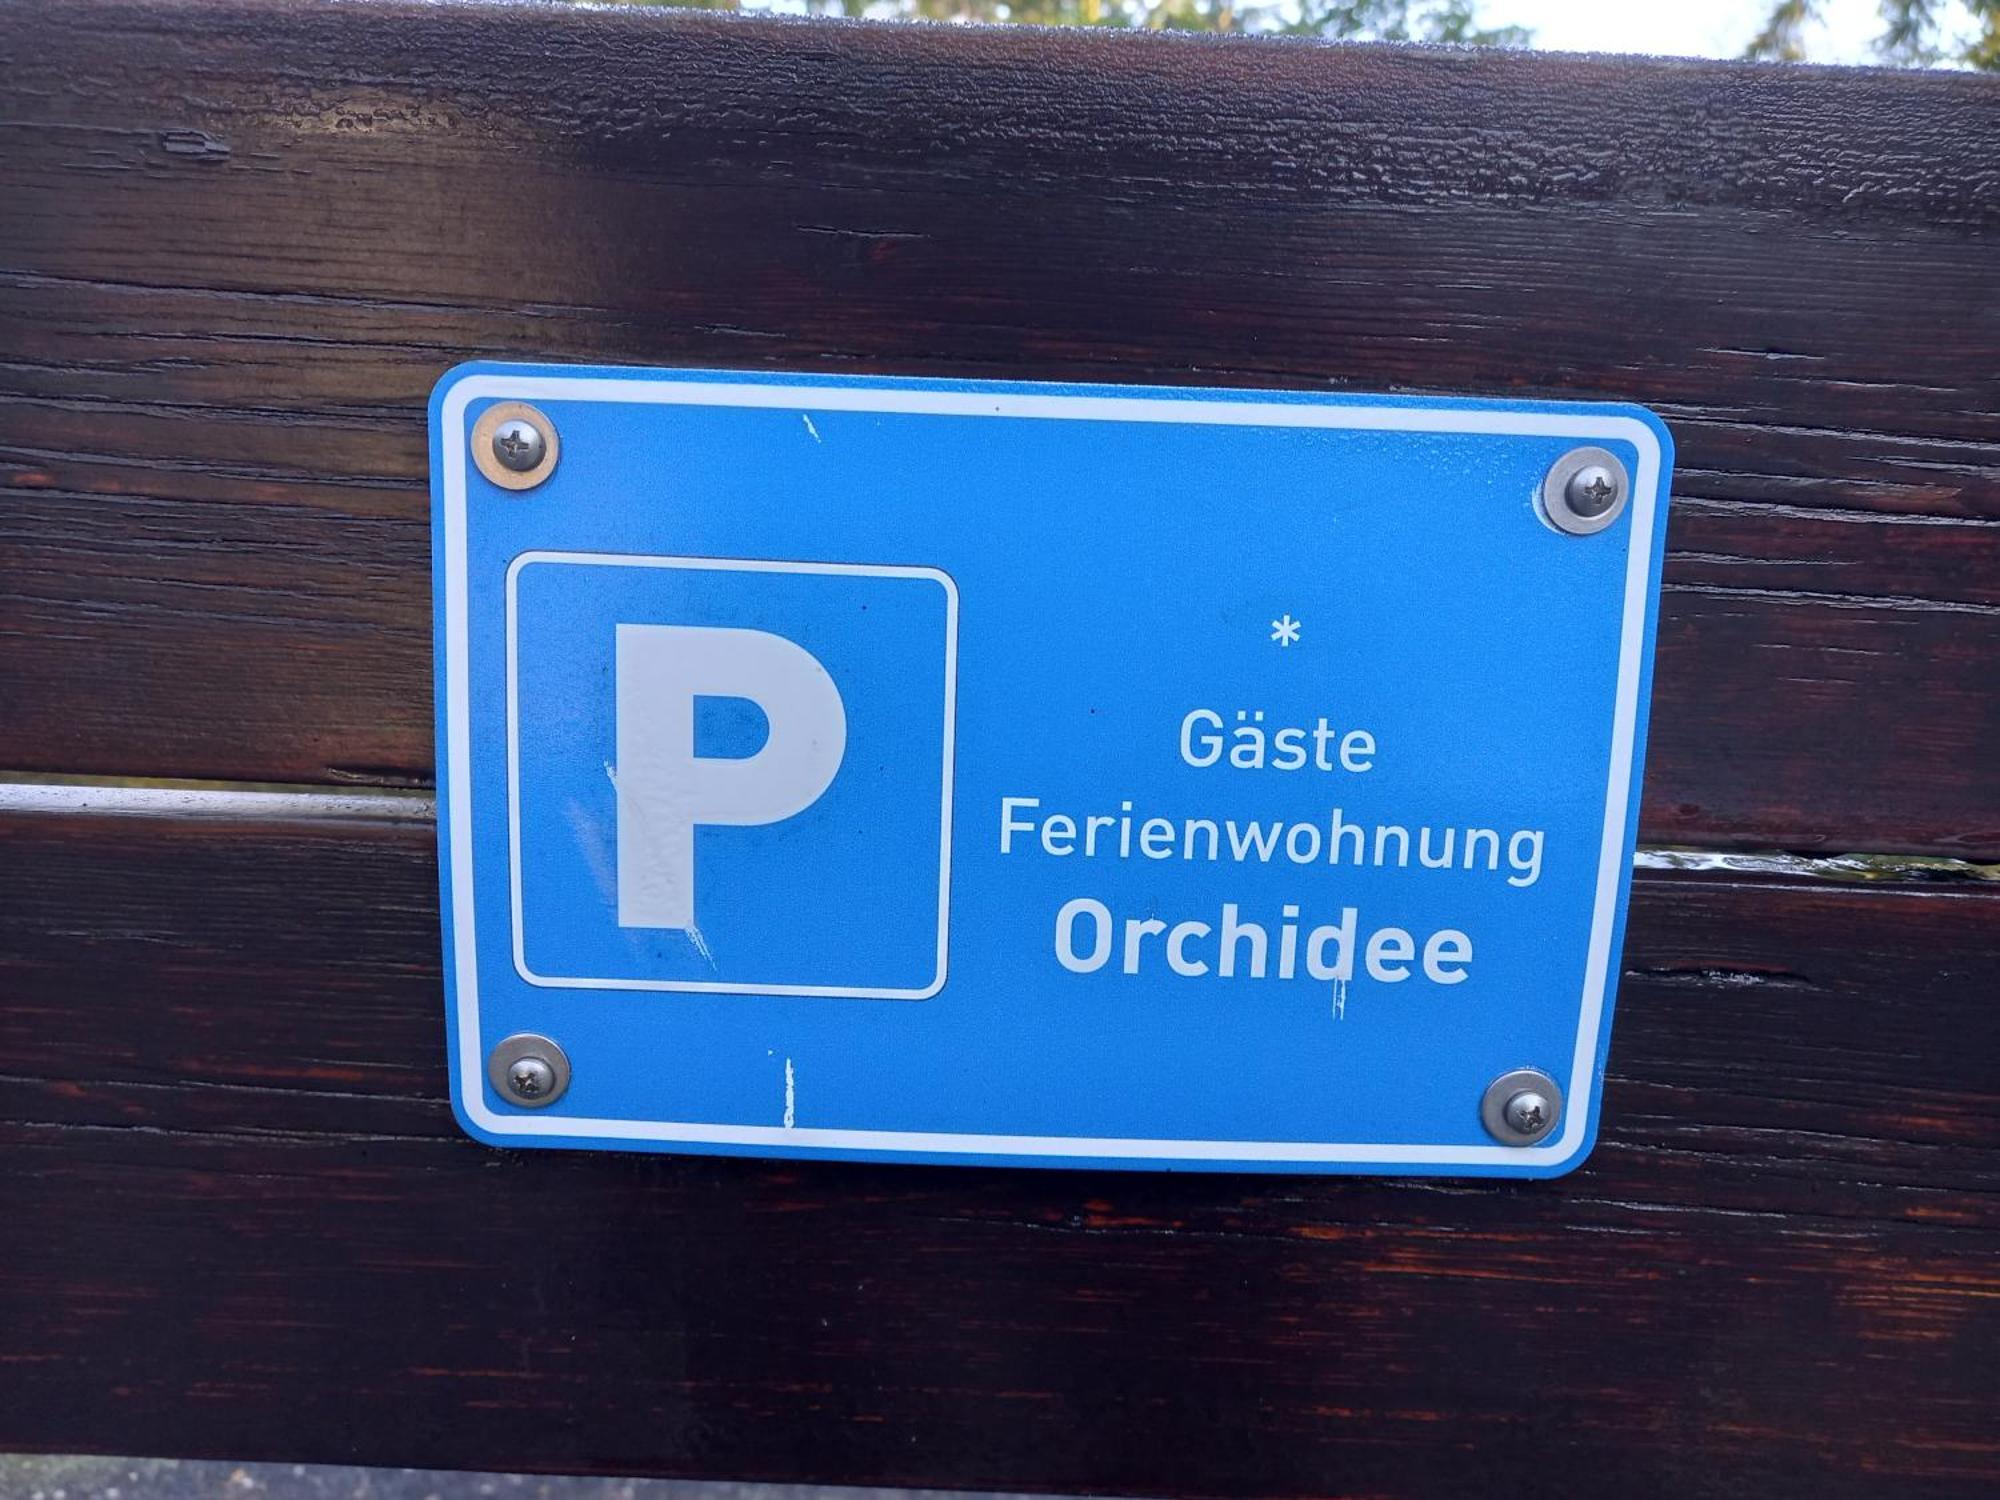 P
*
Gäste
Ferienwohnung
Orchidee